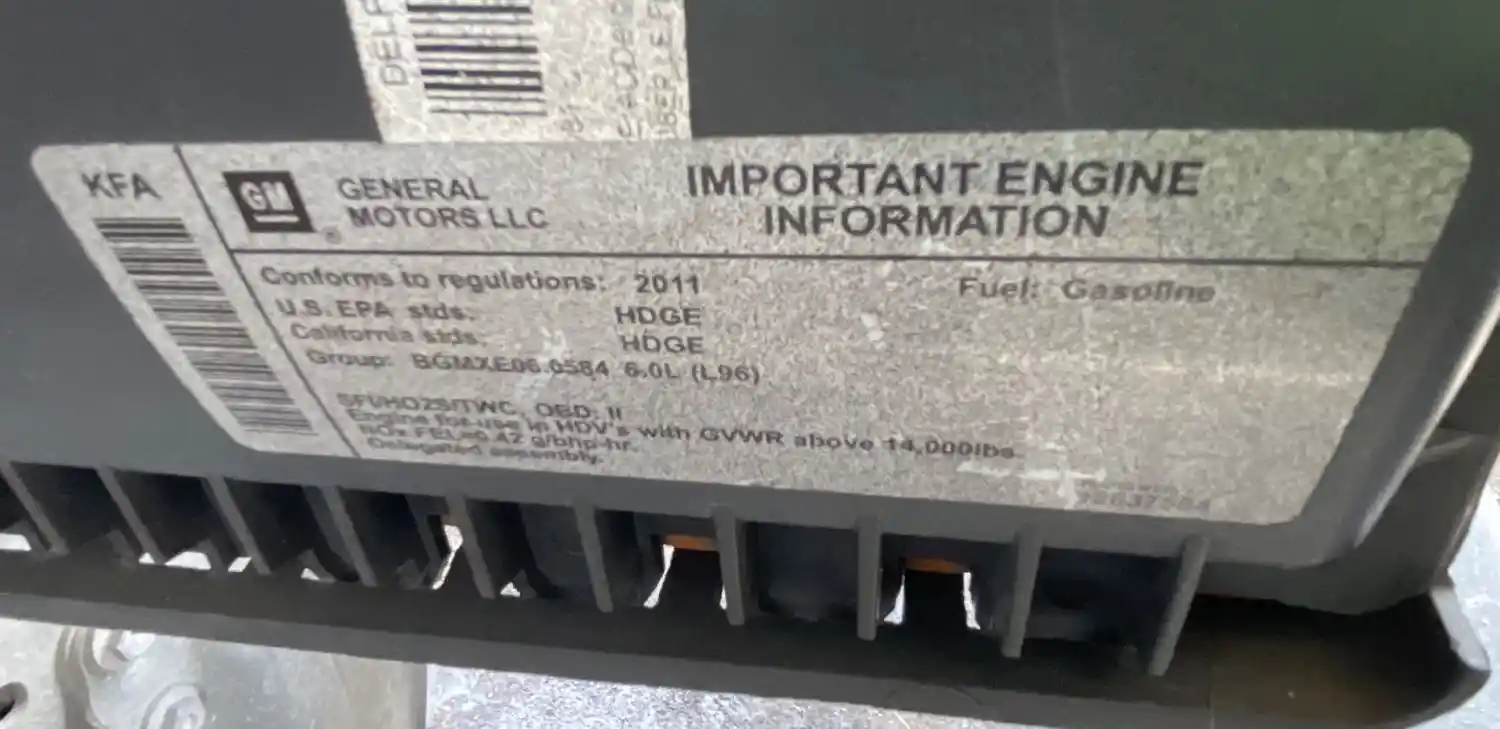 DELP
ACDel
KFA
GM
GENERAL
MOTORS LLC
®
IMPORTANT ENGINE
INFORMATION
Conforms to regulations: 2011 Fuel: Gasoline
U.S. EPA stds. HDGE
California stds. HDGE
Group: BGMXE06.0584 6.0L (L96)
SFI/HO2S/TWC, OBD: II
Engine for use in HDV's with GVWR above 14,000lbs.
NOx FEL=0.42 g/bhp-hr.
Delegated assembly.